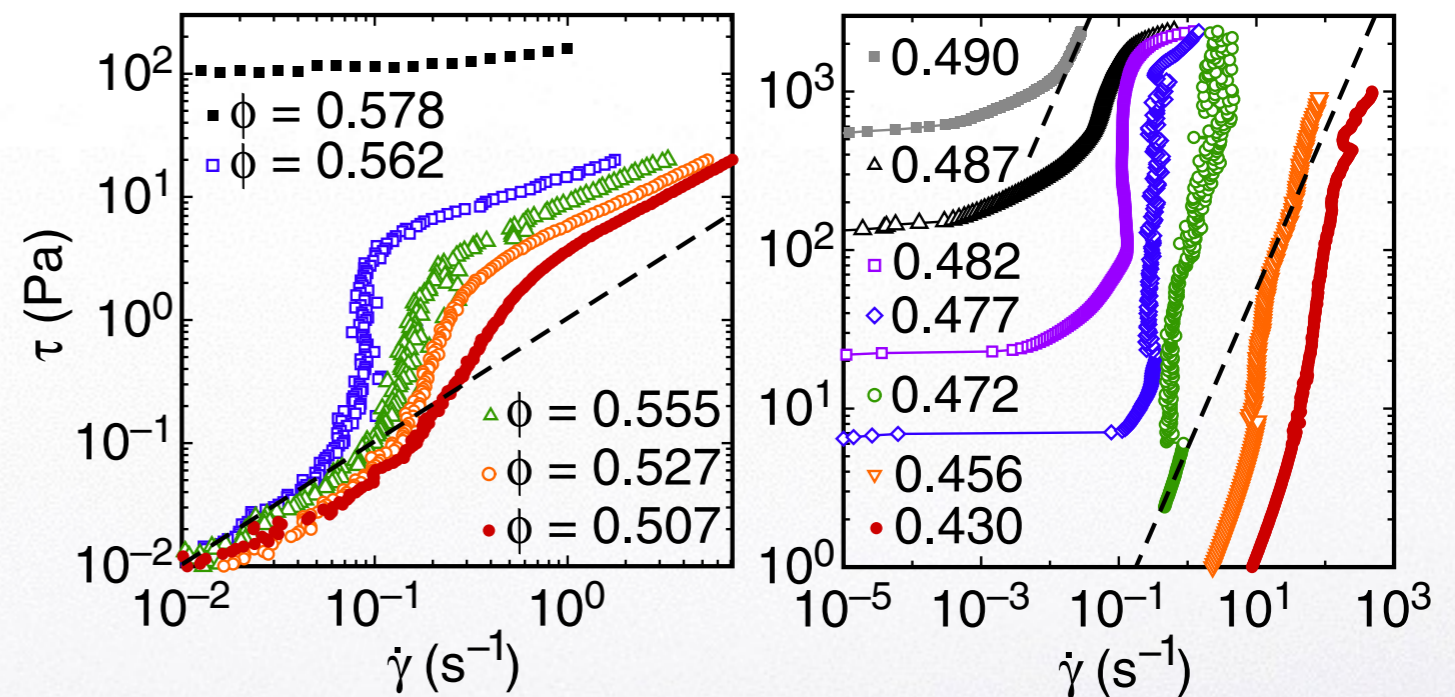 τ (Pa)
10²
10¹
10⁰
10⁻¹
10⁻²
ϕ = 0.578
ϕ = 0.562
ϕ = 0.555
ϕ = 0.527
ϕ = 0.507
10⁻² 10⁻¹ 10⁰
γ̇ (s⁻¹)
10³
10²
10¹
10⁰
0.490
0.487
0.482
0.477
0.472
0.456
0.430
10⁻⁵ 10⁻³ 10⁻¹ 10¹ 10³
γ̇ (s⁻¹)